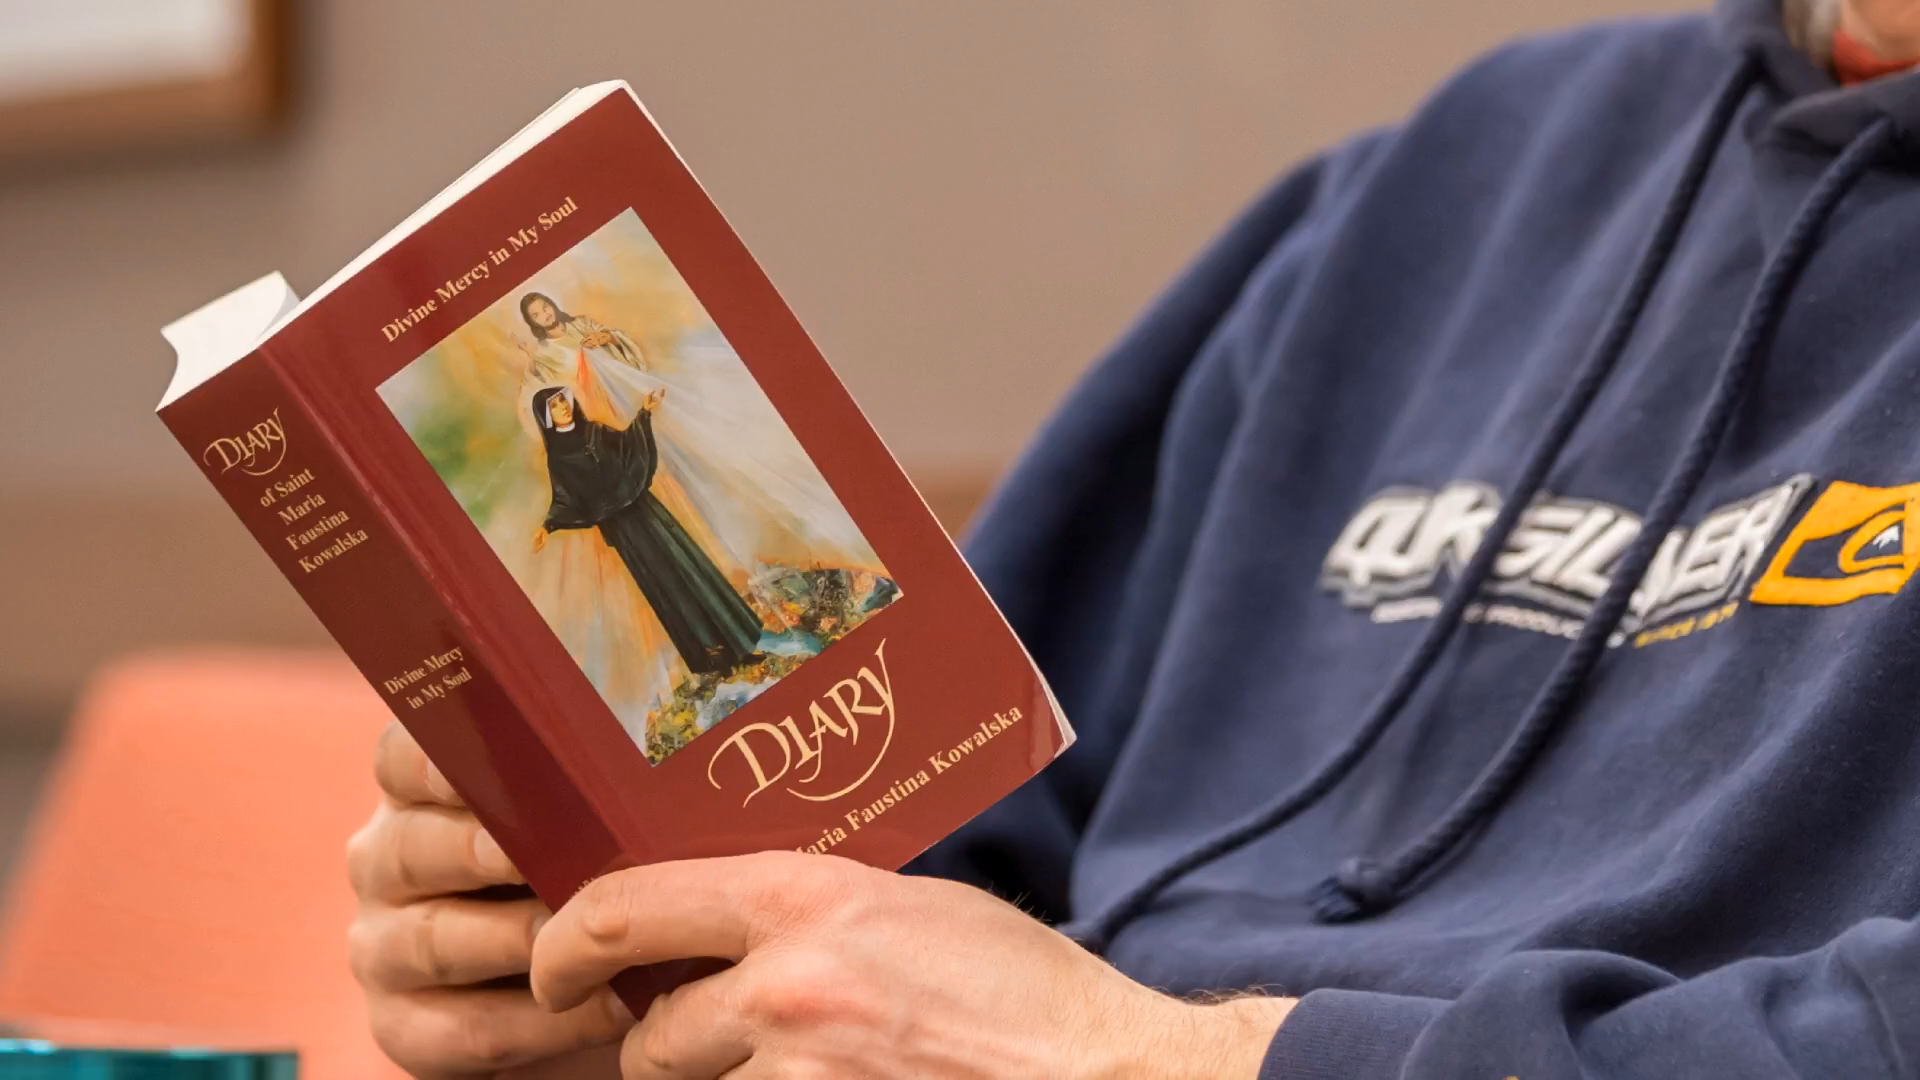 Divine Mercy in My Soul
DIARY
Maria Faustina Kowalska
DIARY
of Saint
Maria
Faustina
Kowalska
Divine Mercy
in My Soul
QUIKSILVER